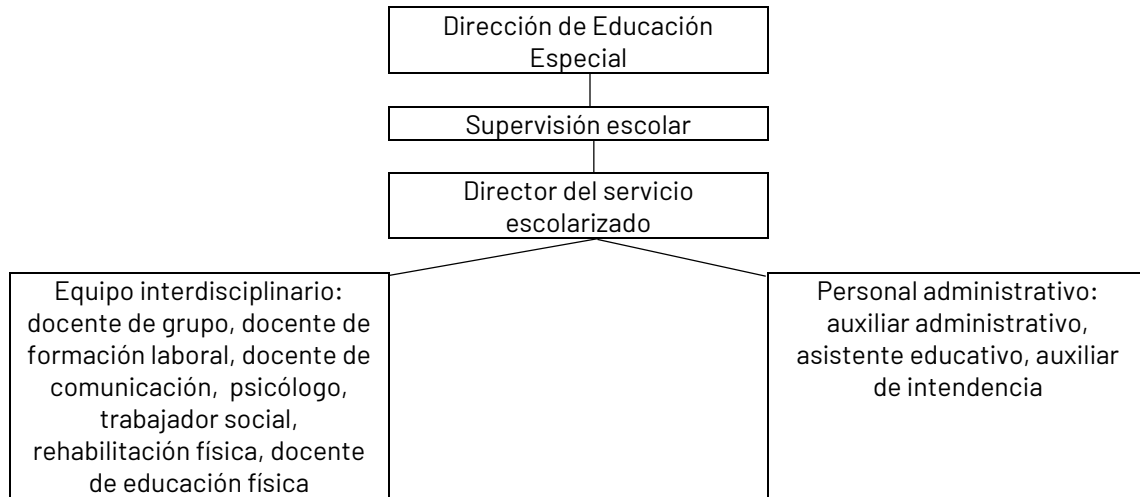 Dirección de Educación
Especial
Supervisión escolar
Director del servicio
escolarizado
Equipo interdisciplinario:
docente de grupo, docente de
formación laboral, docente de
comunicación,  psicólogo,
trabajador social,
rehabilitación física, docente
de educación física
Personal administrativo:
auxiliar administrativo,
asistente educativo, auxiliar
de intendencia